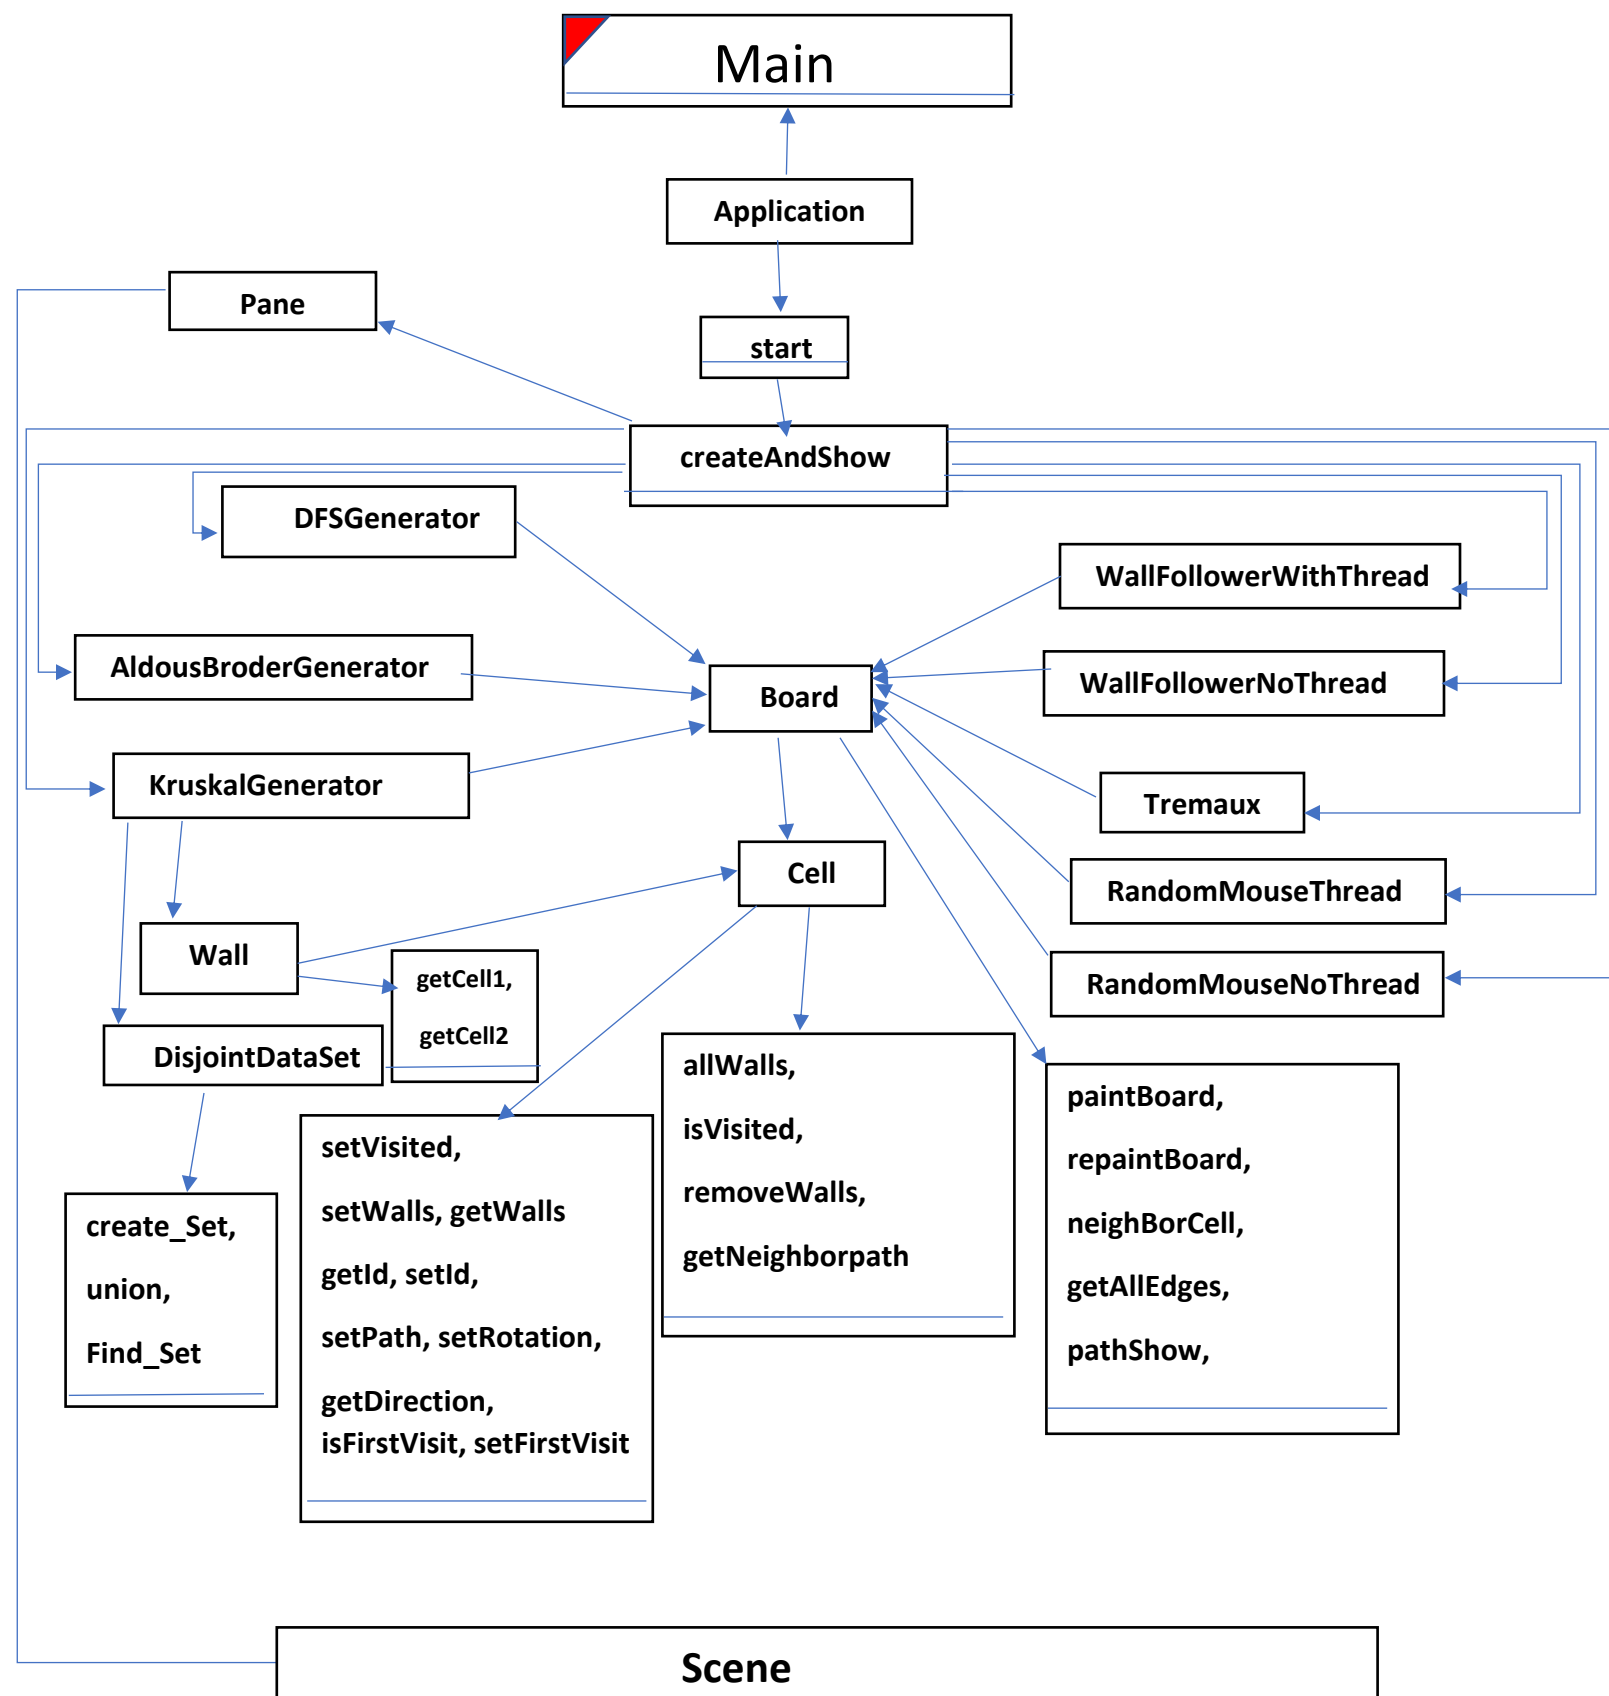 Main
Application
Pane
start
createAndShow
DFSGenerator
WallFollowerWithThread
AldousBroderGenerator
Board
WallFollowerNoThread
KruskalGenerator
Tremaux
Cell
RandomMouseThread
Wall
getCell1,
getCell2
RandomMouseNoThread
DisjointDataSet
create_Set,
union,
Find_Set
setVisited,
setWalls, getWalls
getId, setId,
setPath, setRotation,
getDirection,
isFirstVisit, setFirstVisit
allWalls,
isVisited,
removeWalls,
getNeighborpath
paintBoard,
repaintBoard,
neighBorCell,
getAllEdges,
pathShow,
Scene